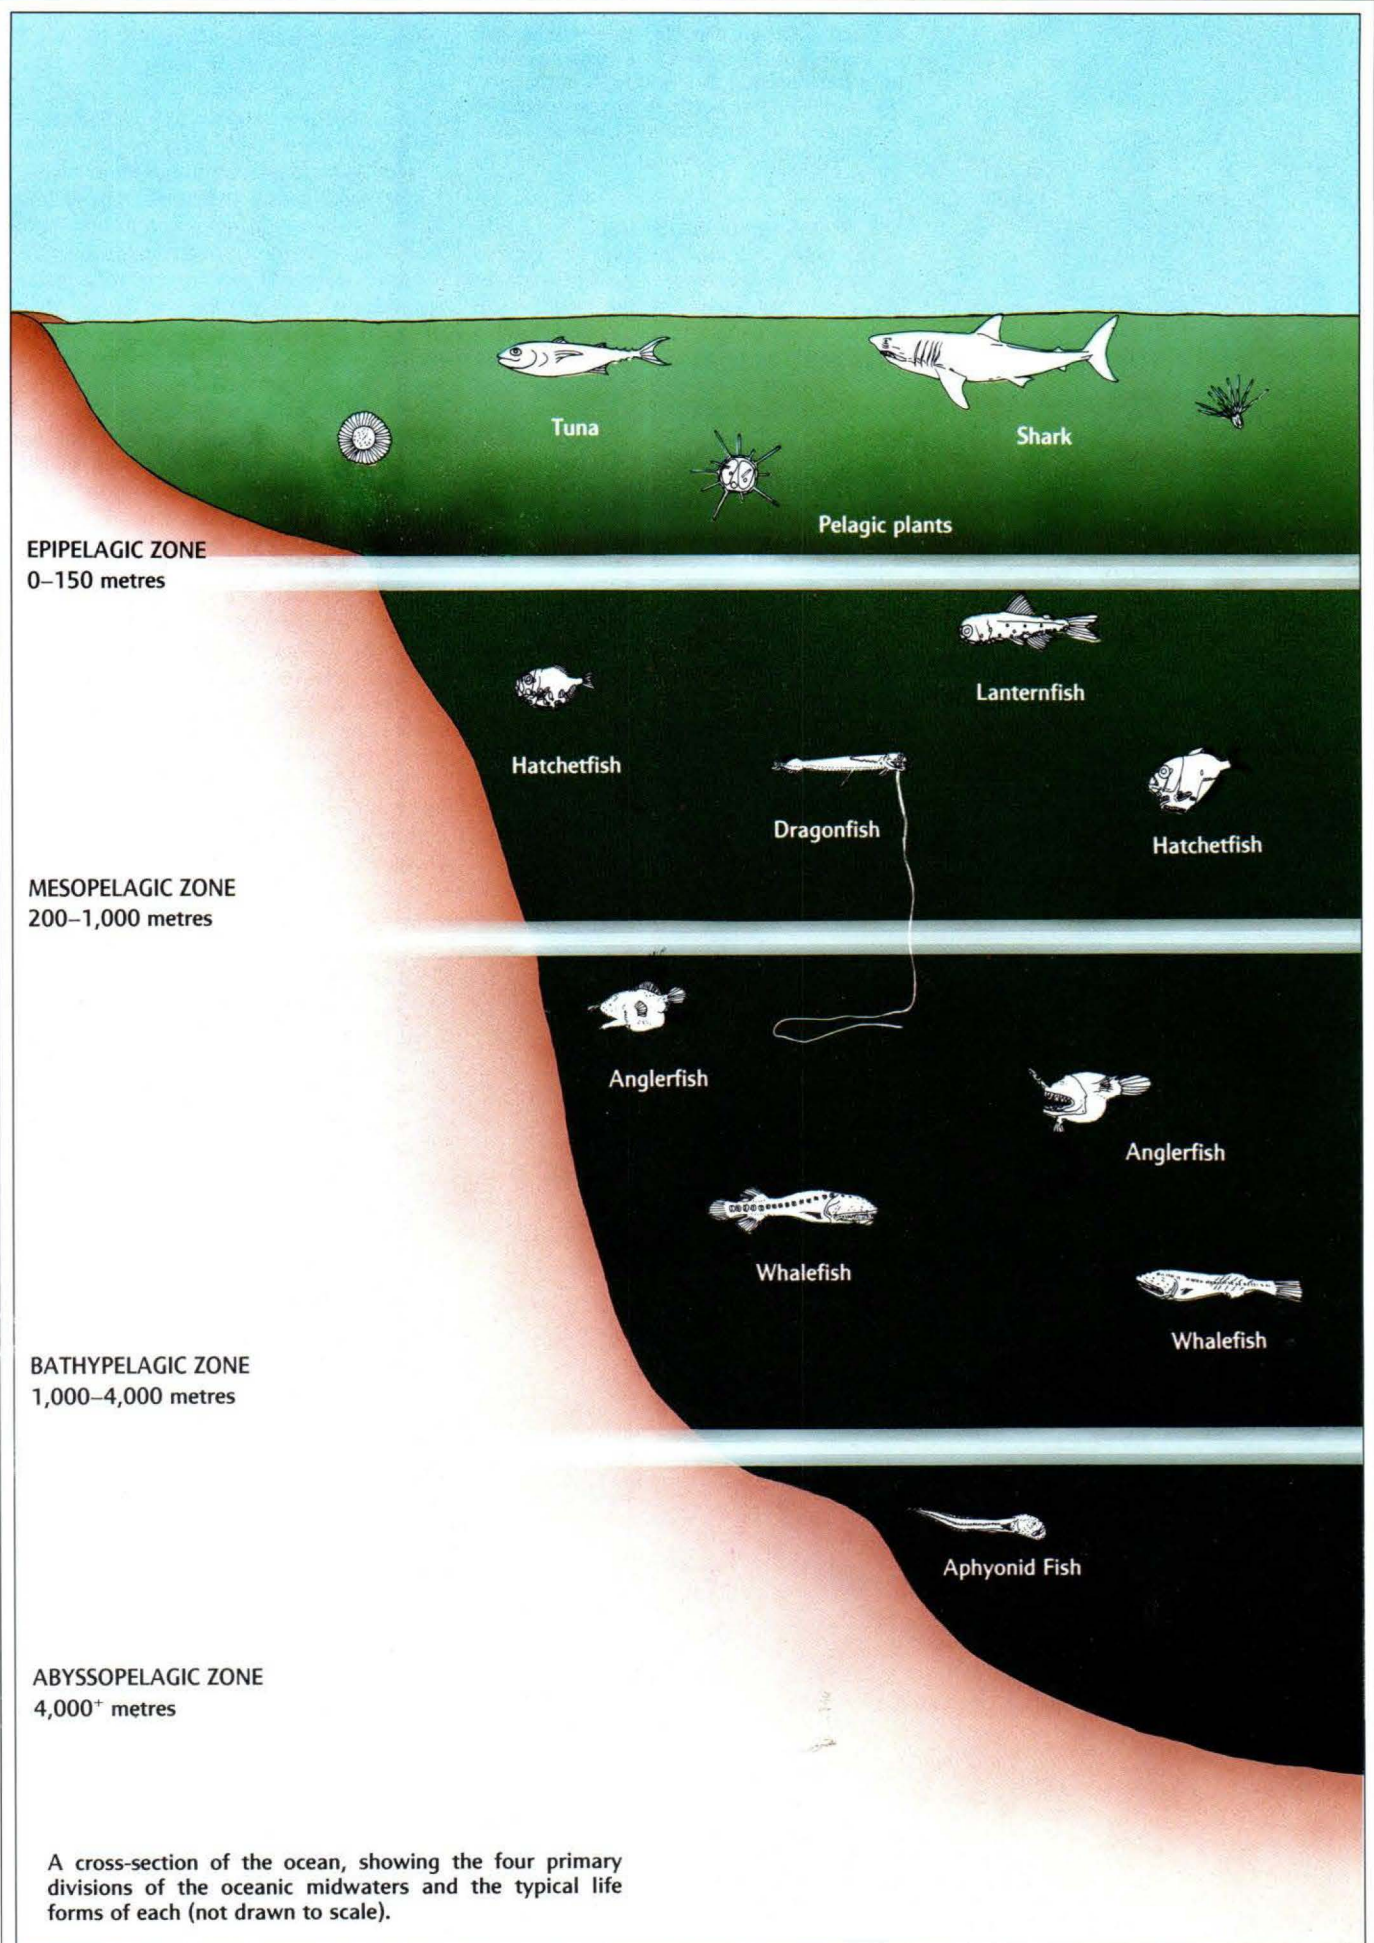 Tuna
Shark
Pelagic plants
EPIPELAGIC ZONE
0–150 metres
Lanternfish
Hatchetfish
Dragonfish
Hatchetfish
MESOPELAGIC ZONE
200–1,000 metres
Anglerfish
Anglerfish
Whalefish
Whalefish
BATHYPELAGIC ZONE
1,000–4,000 metres
Aphyonid Fish
ABYSSOPELAGIC ZONE
4,000⁺ metres
A cross-section of the ocean, showing the four primary
divisions of the oceanic midwaters and the typical life
forms of each (not drawn to scale).